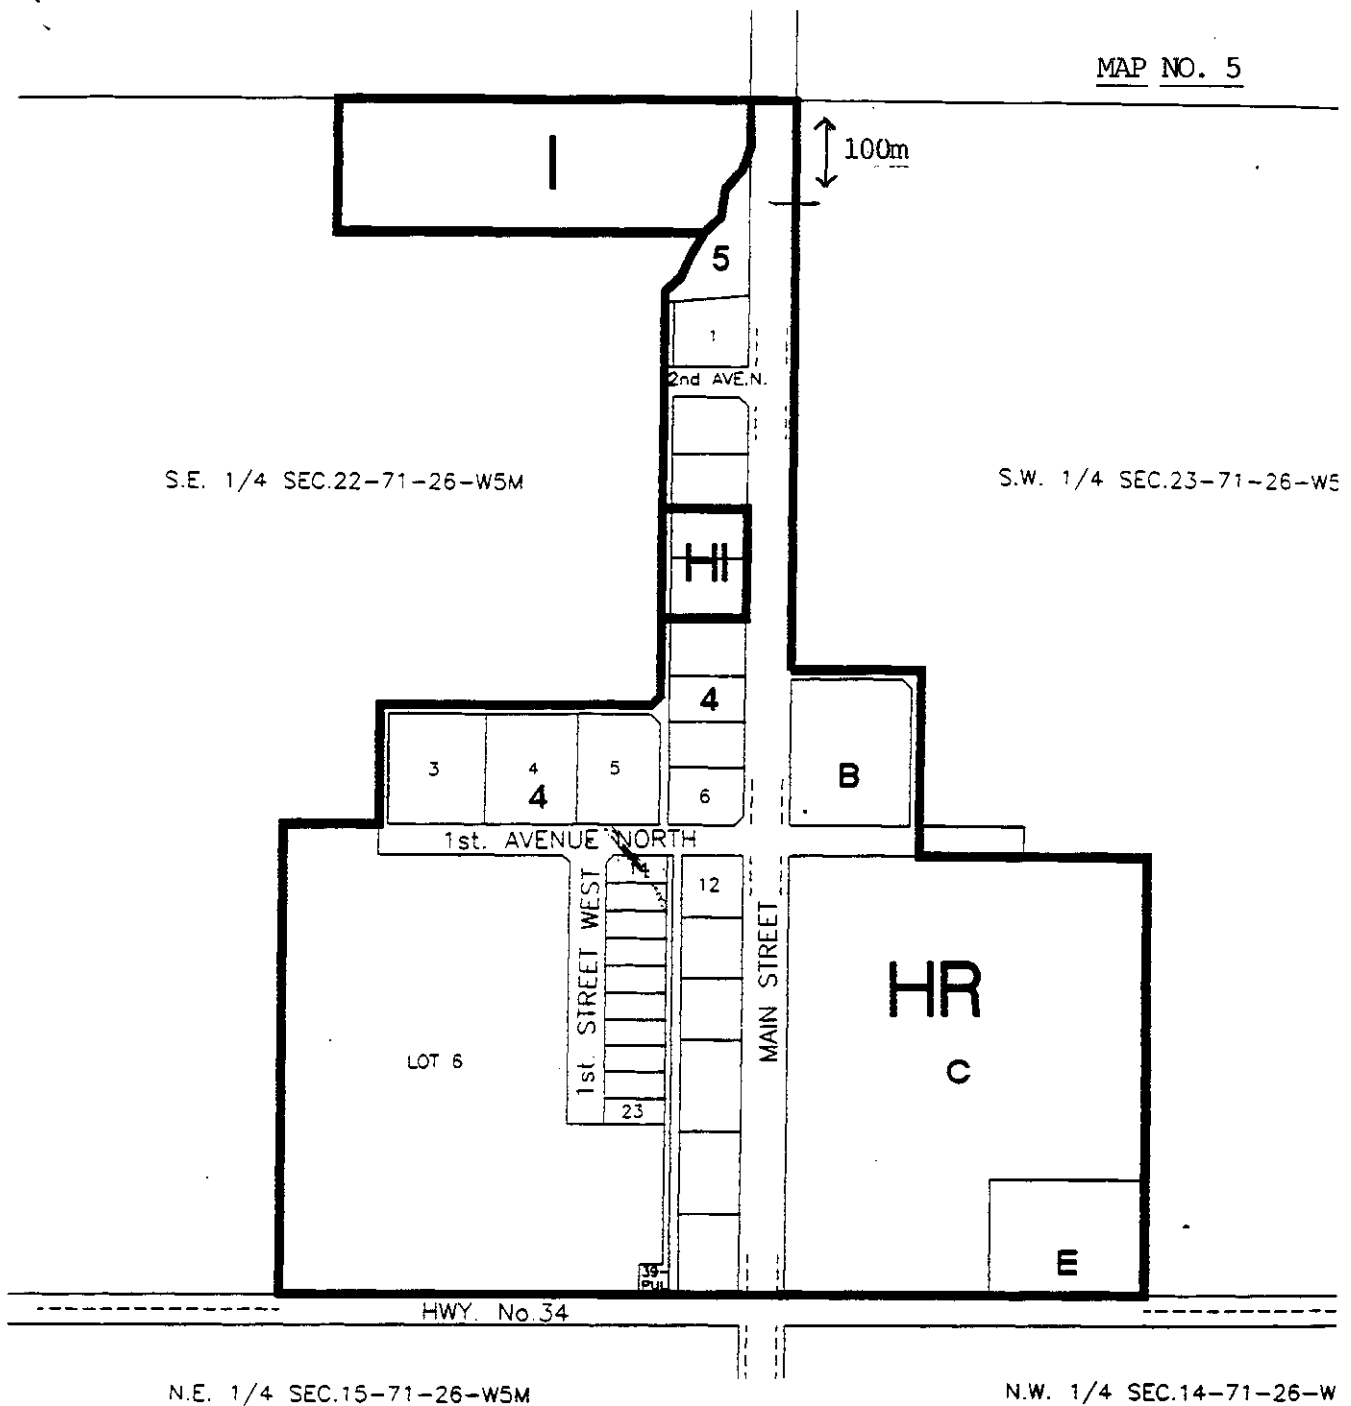 MAP NO. 5
I
100m
5
1
2nd AVE.N.
S.E. 1/4 SEC.22-71-26-W5M
S.W. 1/4 SEC.23-71-26-W5
HI
4
3
4
5
4
6
B
1st. AVENUE NORTH
14
12
1st. STREET WEST
MAIN STREET
HR
LOT 6
C
23
E
39-
PUL
HWY. No.34
N.E. 1/4 SEC.15-71-26-W5M
N.W. 1/4 SEC.14-71-26-W